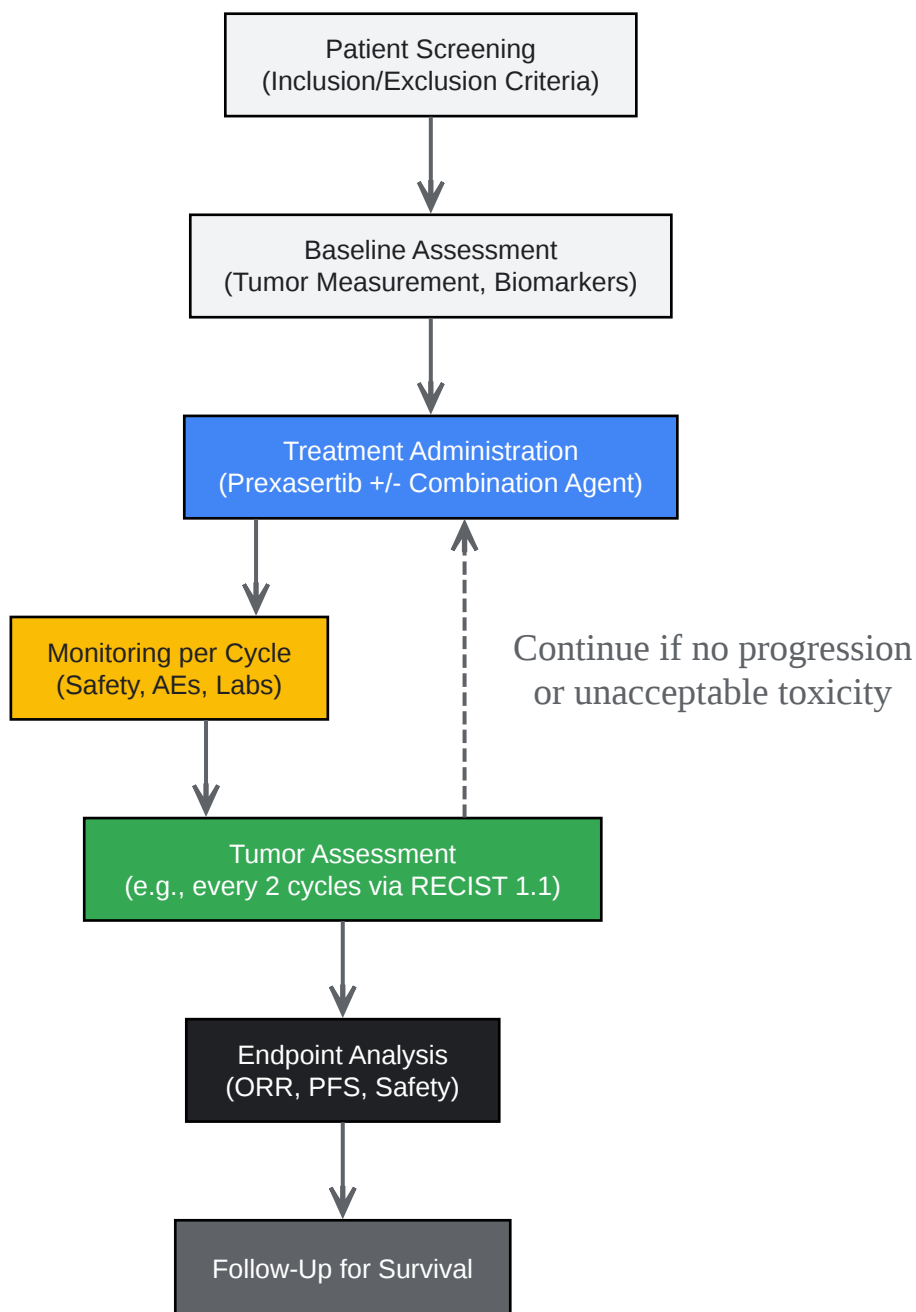 Patient Screening
(Inclusion/Exclusion Criteria)
Baseline Assessment
(Tumor Measurement, Biomarkers)
Treatment Administration
(Prexasertib +/- Combination Agent)
Monitoring per Cycle
(Safety, AEs, Labs)
Continue if no progression
or unacceptable toxicity
Tumor Assessment
(e.g., every 2 cycles via RECIST 1.1)
Endpoint Analysis
(ORR, PFS, Safety)
Follow-Up for Survival